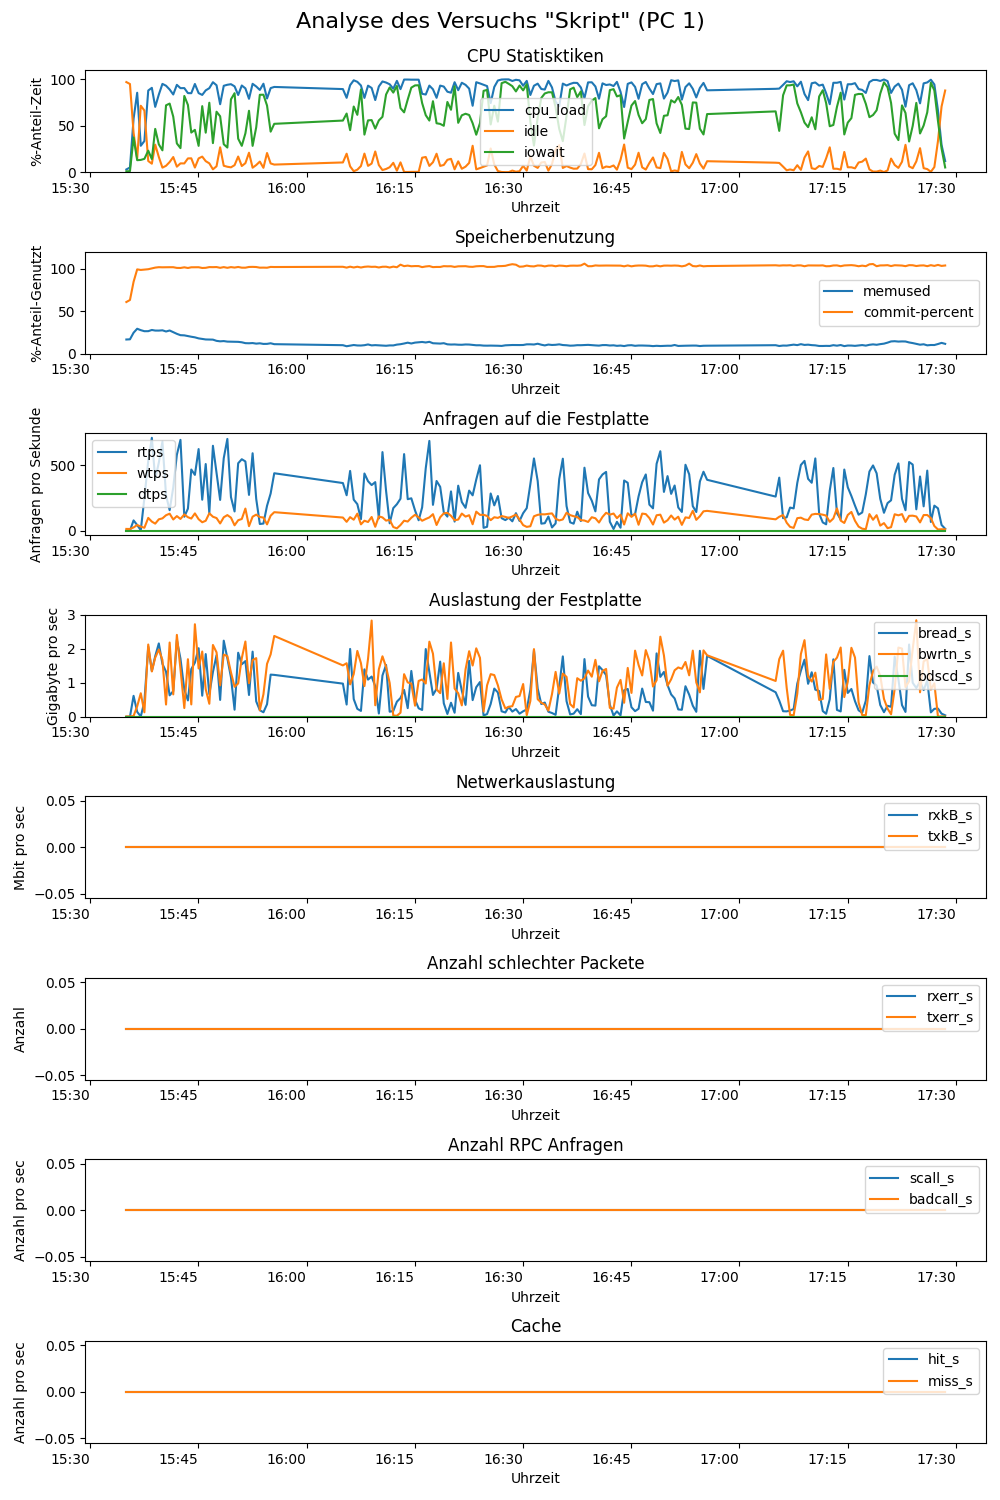 Analyse des Versuchs "Skript" (PC 1)
CPU Statisktiken
%-Anteil-Zeit
100
50
0
cpu_load
idle
iowait
15:30 15:45 16:00 16:15 16:30 16:45 17:00 17:15 17:30
Uhrzeit
Speicherbenutzung
%-Anteil-Genutzt
100
50
0
memused
commit-percent
15:30 15:45 16:00 16:15 16:30 16:45 17:00 17:15 17:30
Uhrzeit
Anfragen auf die Festplatte
Anfragen pro Sekunde
500
0
rtps
wtps
dtps
15:30 15:45 16:00 16:15 16:30 16:45 17:00 17:15 17:30
Uhrzeit
Auslastung der Festplatte
Gigabyte pro sec
3
2
1
0
bread_s
bwrtn_s
bdscd_s
15:30 15:45 16:00 16:15 16:30 16:45 17:00 17:15 17:30
Uhrzeit
Netwerkauslastung
Mbit pro sec
0.05
0.00
−0.05
rxkB_s
txkB_s
15:30 15:45 16:00 16:15 16:30 16:45 17:00 17:15 17:30
Uhrzeit
Anzahl schlechter Packete
Anzahl
0.05
0.00
−0.05
rxerr_s
txerr_s
15:30 15:45 16:00 16:15 16:30 16:45 17:00 17:15 17:30
Uhrzeit
Anzahl RPC Anfragen
Anzahl pro sec
0.05
0.00
−0.05
scall_s
badcall_s
15:30 15:45 16:00 16:15 16:30 16:45 17:00 17:15 17:30
Uhrzeit
Cache
Anzahl pro sec
0.05
0.00
−0.05
hit_s
miss_s
15:30 15:45 16:00 16:15 16:30 16:45 17:00 17:15 17:30
Uhrzeit